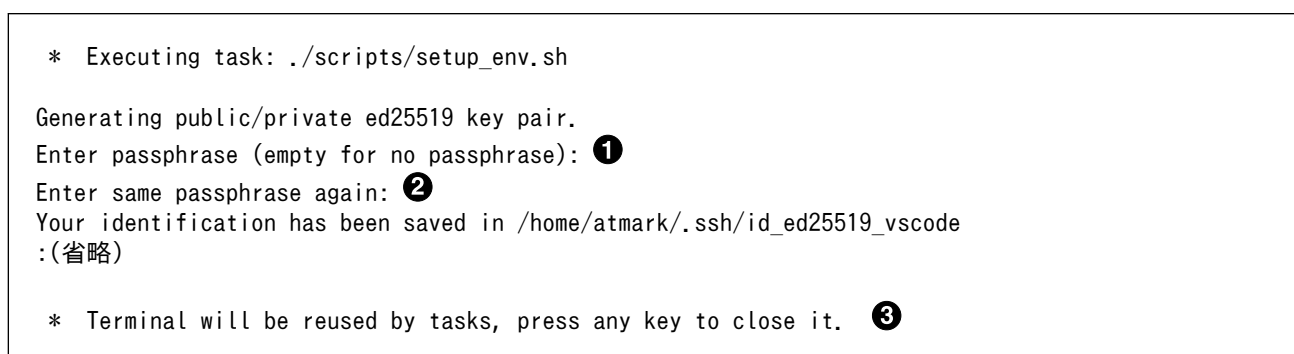 * Executing task: ./scripts/setup_env.sh
Generating public/private ed25519 key pair.
Enter passphrase (empty for no passphrase): ❶
Enter same passphrase again: ❷
Your identification has been saved in /home/atmark/.ssh/id_ed25519_vscode
:(省略)
* Terminal will be reused by tasks, press any key to close it. ❸